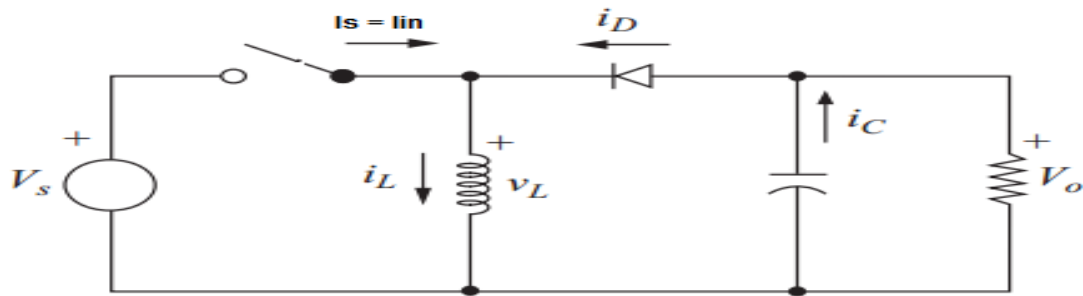 Is = Iin
iD
+
Vs
iL
+
vL
iC
+
Vo